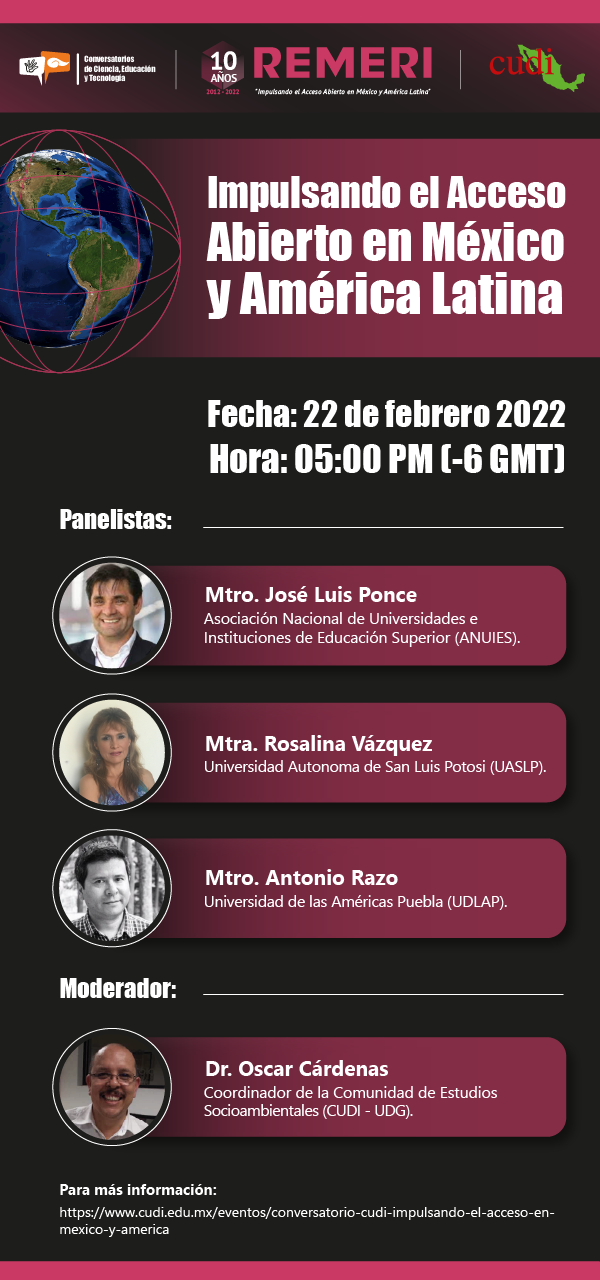 Conversatorios
de Ciencia, Educación
y Tecnología
10
AÑOS
2012 - 2022
REMERI
"Impulsando el Acceso Abierto en México y América Latina"
cudi
Impulsando el Acceso
Abierto en México
y América Latina
Fecha: 22 de febrero 2022
Hora: 05:00 PM (-6 GMT)
Panelistas:
Mtro. José Luis Ponce
Asociación Nacional de Universidades e
Instituciones de Educación Superior (ANUIES).
Mtra. Rosalina Vázquez
Universidad Autonoma de San Luis Potosi (UASLP).
Mtro. Antonio Razo
Universidad de las Américas Puebla (UDLAP).
Moderador:
Dr. Oscar Cárdenas
Coordinador de la Comunidad de Estudios
Socioambientales (CUDI - UDG).
Para más información:
https://www.cudi.edu.mx/eventos/conversatorio-cudi-impulsando-el-acceso-en-
mexico-y-america